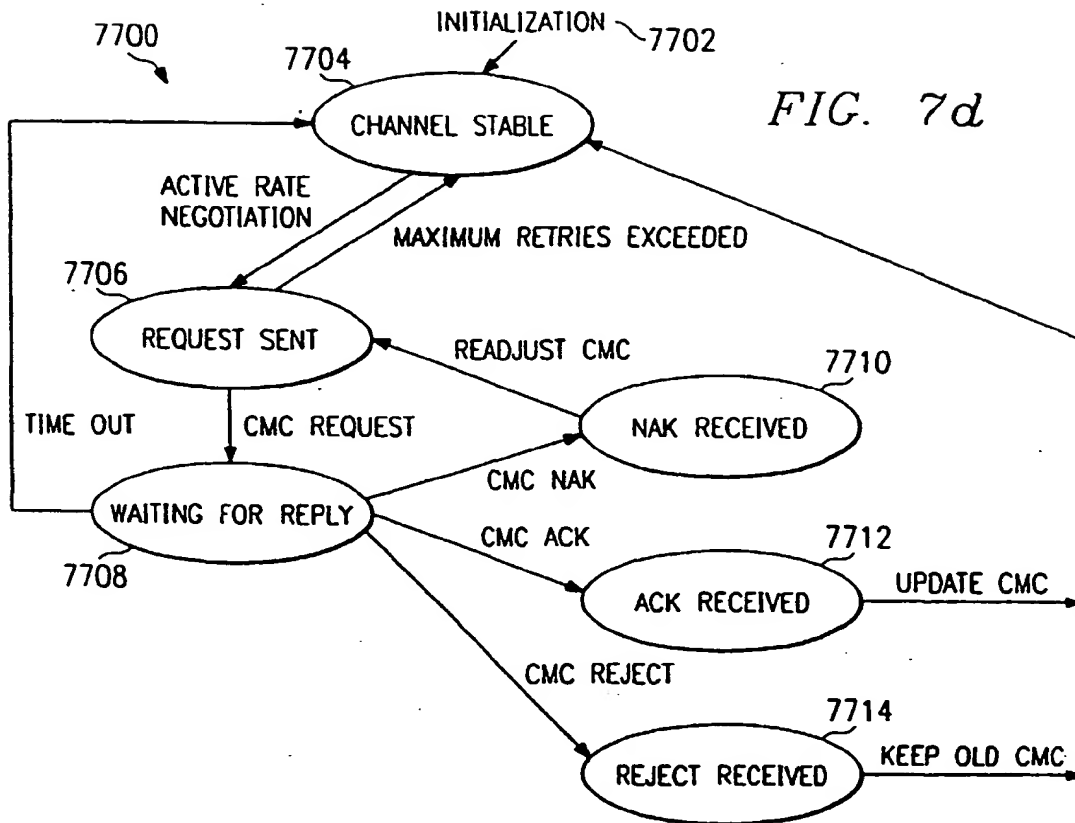 7700
INITIALIZATION
7702
7704
CHANNEL STABLE
FIG. 7d
ACTIVE RATE
NEGOTIATION
MAXIMUM RETRIES EXCEEDED
7706
REQUEST SENT
READJUST CMC
7710
NAK RECEIVED
TIME OUT
CMC REQUEST
CMC NAK
WAITING FOR REPLY
7708
CMC ACK
7712
ACK RECEIVED
UPDATE CMC
CMC REJECT
7714
REJECT RECEIVED
KEEP OLD CMC